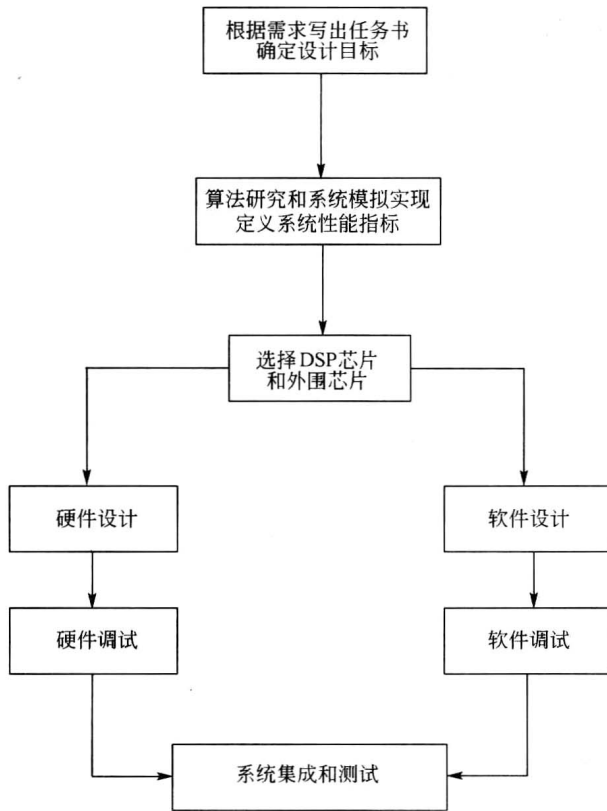 根据需求写出任务书
确定设计目标
算法研究和系统模拟实现
定义系统性能指标
选择DSP芯片
和外围芯片
硬件设计
软件设计
硬件调试
软件调试
系统集成和测试